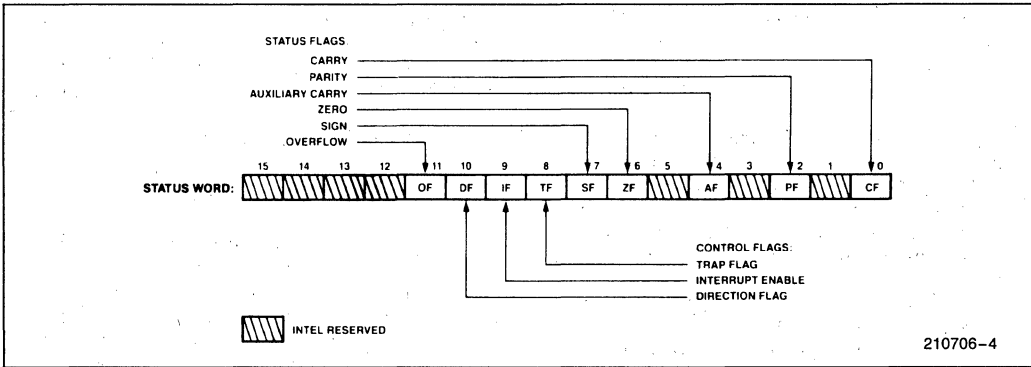 STATUS FLAGS:
CARRY
PARITY
AUXILIARY CARRY
ZERO
SIGN
OVERFLOW
15 14 13 12 11 10 9 8 7 6 5 4 3 2 1 0
STATUS WORD: OF DF IF TF SF ZF AF PF CF
CONTROL FLAGS:
TRAP FLAG
INTERRUPT ENABLE
DIRECTION FLAG
INTEL RESERVED
210706-4